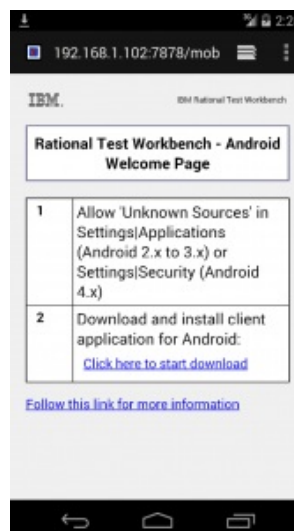 2:2
192.168.1.102:7878/mob
IBM.
IBM Rational Test Workbench
Rational Test Workbench - Android
Welcome Page
1
Allow 'Unknown Sources' in
Settings|Applications
(Android 2.x to 3.x) or
Settings|Security (Android
4.x)
2
Download and install client
application for Android:
Click here to start download
Follow this link for more information